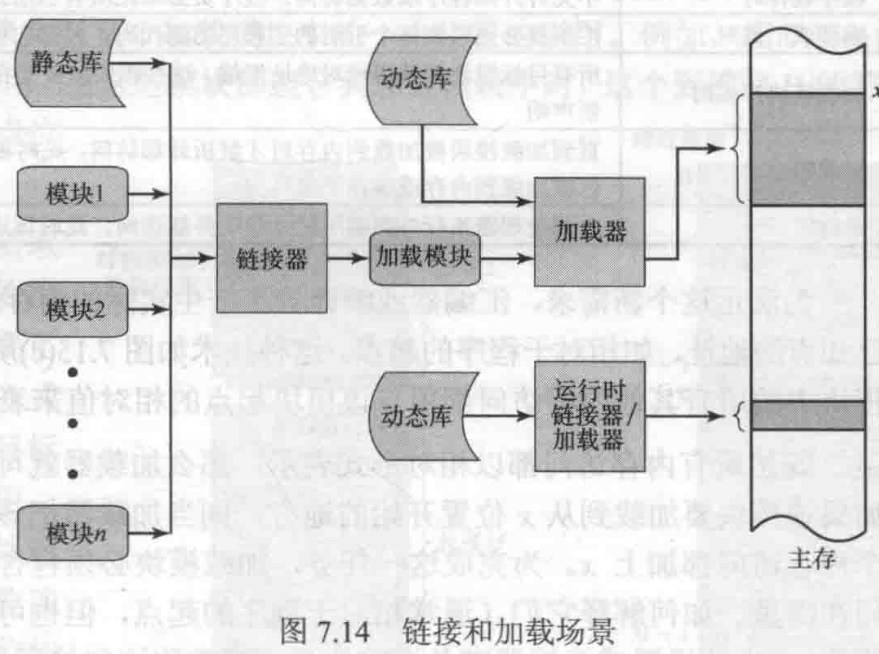 静态库
动态库
x
模块1
加载器
链接器
加载模块
模块2
动态库
运行时
链接器/
加载器
模块n
主存
图 7.14 链接和加载场景